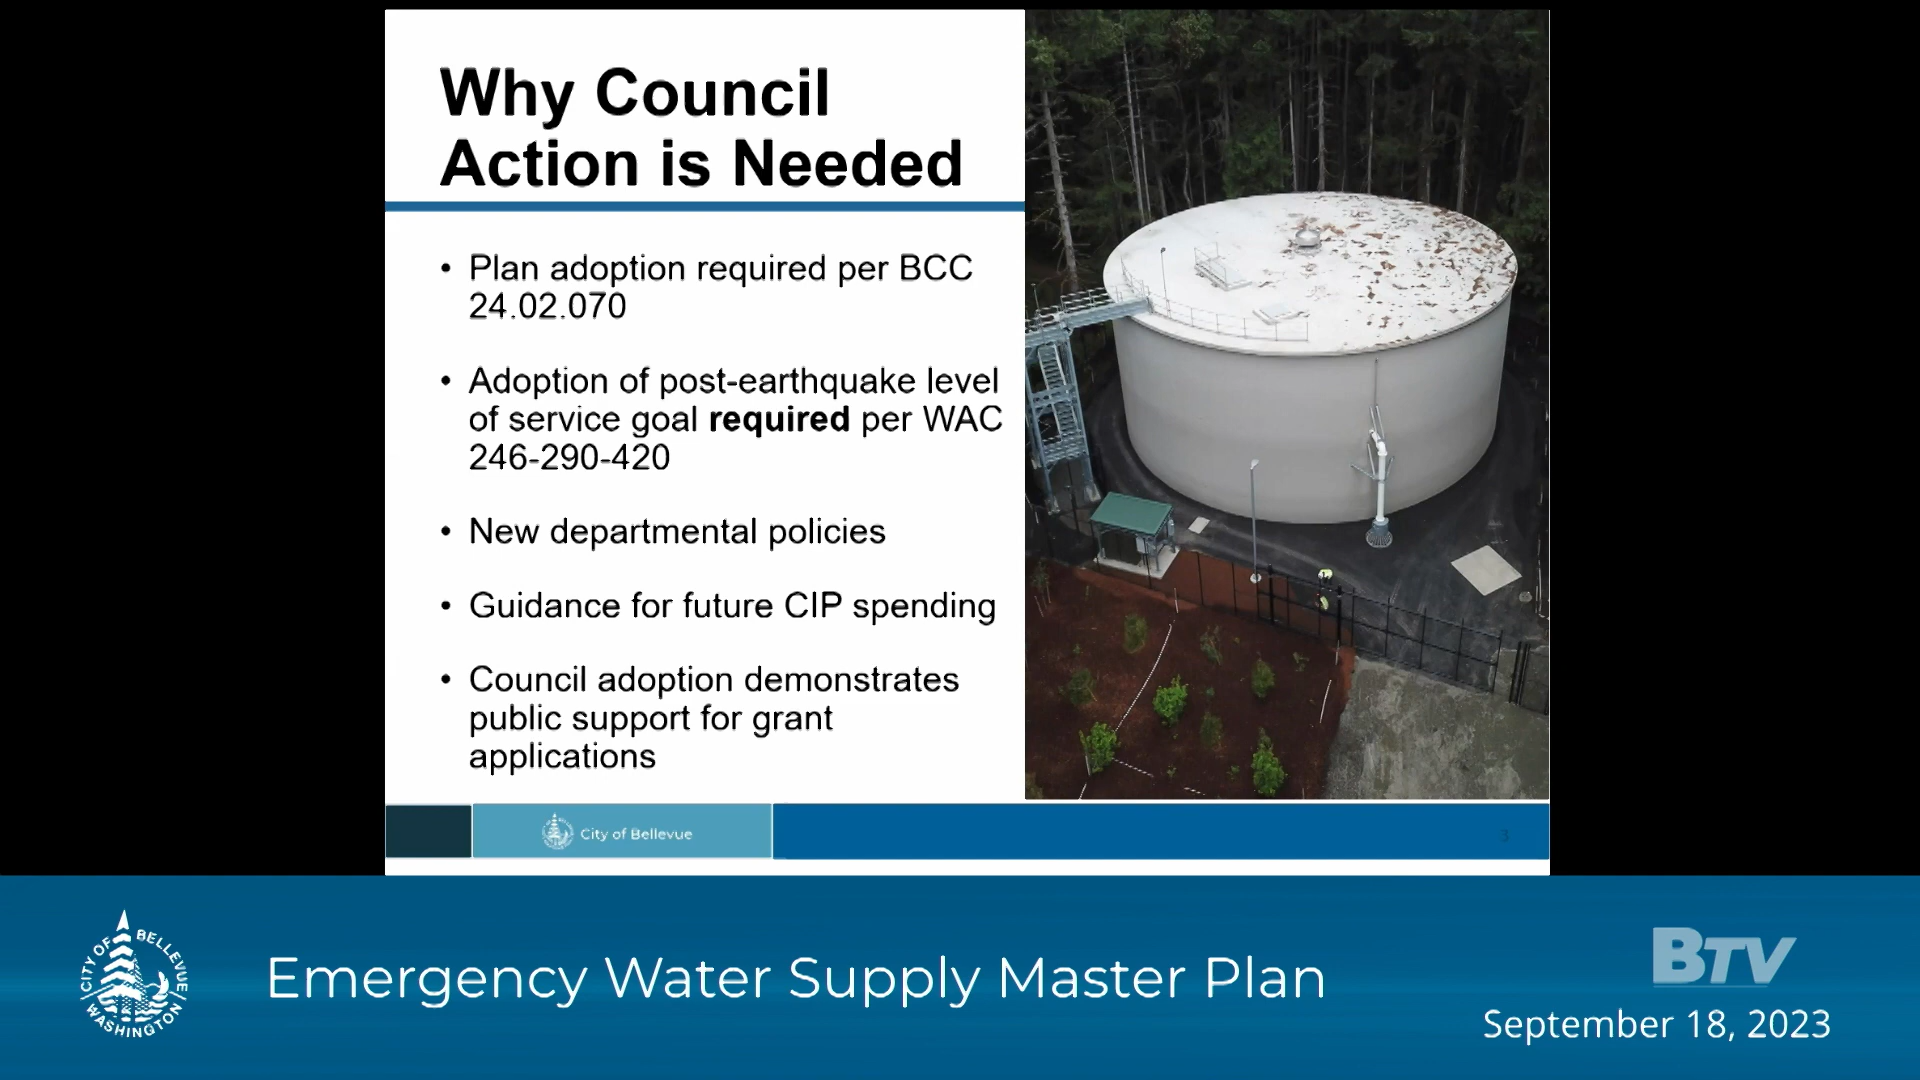 Why Council
Action is Needed
• Plan adoption required per BCC
24.02.070
• Adoption of post-earthquake level
of service goal required per WAC
246-290-420
• New departmental policies
• Guidance for future CIP spending
• Council adoption demonstrates
public support for grant
applications
City of Bellevue
3
CITY OF BELLEVUE
WASHINGTON
Emergency Water Supply Master Plan
BTV
September 18, 2023